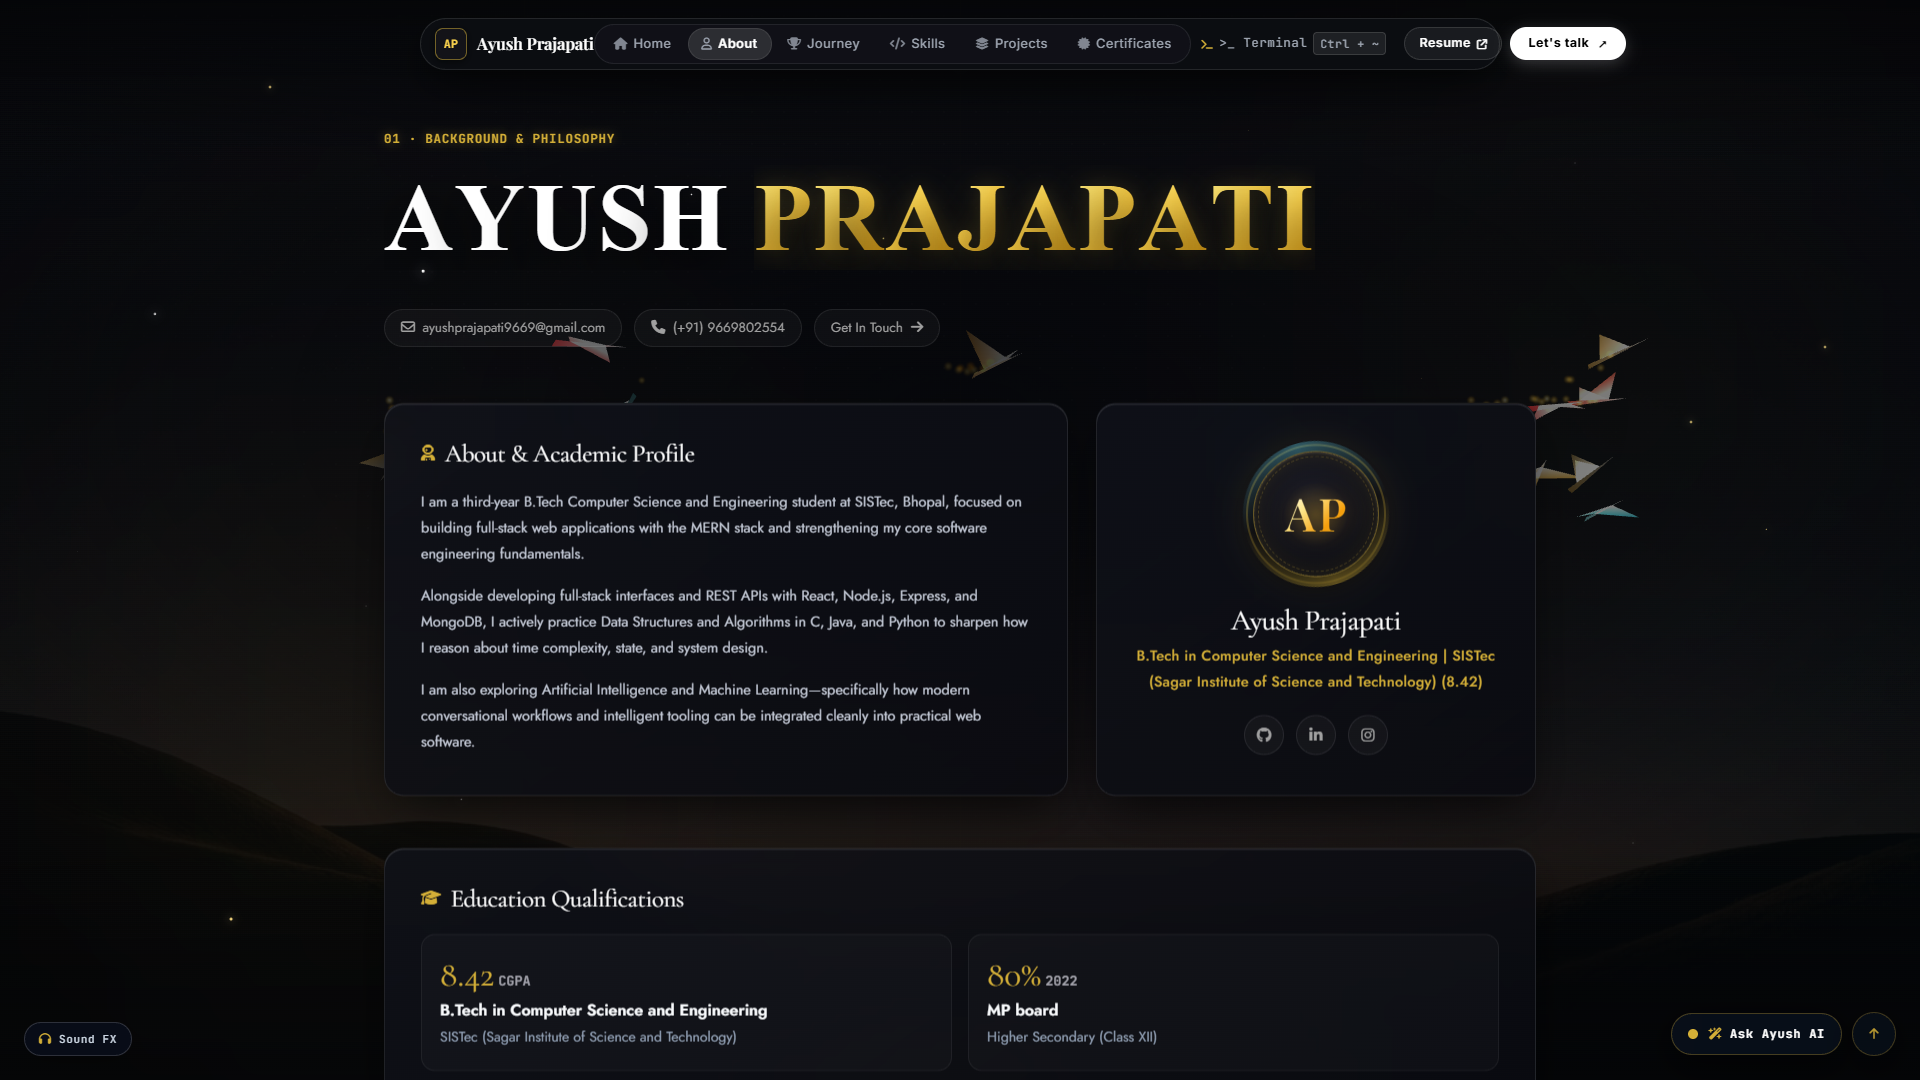 AP Ayush Prajapati Home About Journey </> Skills Projects Certificates >_ Terminal Ctrl + ~ Resume Let's talk ↗
01 · BACKGROUND & PHILOSOPHY
AYUSH PRAJAPATI
ayushprajapati9669@gmail.com (+91) 9669802554 Get In Touch →
About & Academic Profile
I am a third-year B.Tech Computer Science and Engineering student at SISTec, Bhopal, focused on
building full-stack web applications with the MERN stack and strengthening my core software
engineering fundamentals.
Alongside developing full-stack interfaces and REST APIs with React, Node.js, Express, and
MongoDB, I actively practice Data Structures and Algorithms in C, Java, and Python to sharpen how
I reason about time complexity, state, and system design.
I am also exploring Artificial Intelligence and Machine Learning—specifically how modern
conversational workflows and intelligent tooling can be integrated cleanly into practical web
software.
AP
Ayush Prajapati
B.Tech in Computer Science and Engineering | SISTec
(Sagar Institute of Science and Technology) (8.42)
in
Education Qualifications
8.42 CGPA
B.Tech in Computer Science and Engineering
SISTec (Sagar Institute of Science and Technology)
80% 2022
MP board
Higher Secondary (Class XII)
Sound FX
Ask Ayush AI